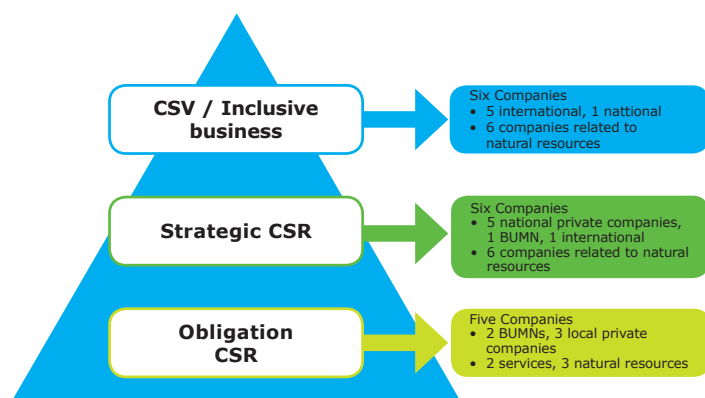 CSV / Inclusive
business
Six Companies
• 5 international, 1 nattional
• 6 companies related to
natural resources
Strategic CSR
Six Companies
• 5 national private companies,
1 BUMN, 1 international
• 6 companies related to natural
resources
Obligation
CSR
Five Companies
• 2 BUMNs, 3 local private
companies
• 2 services, 3 natural resources